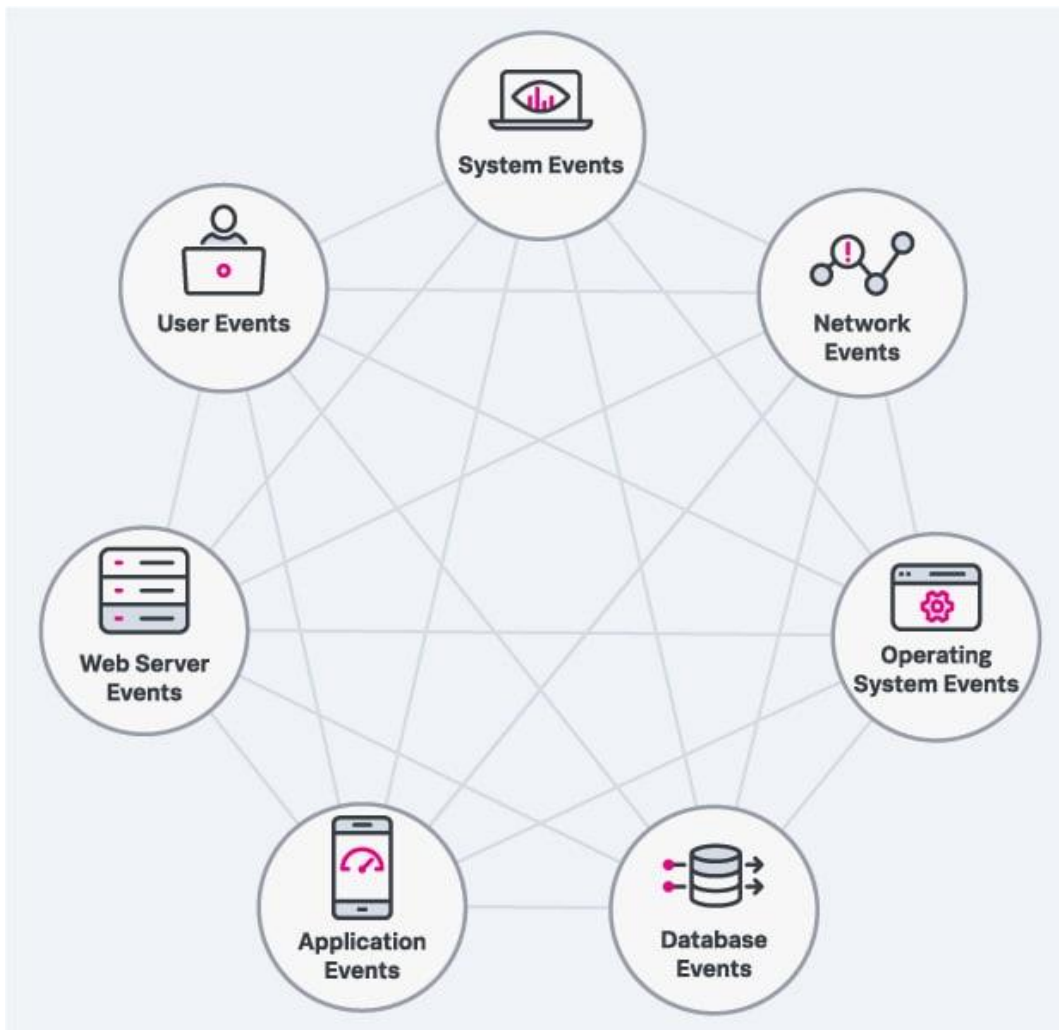 System Events
User Events
Network
Events
Web Server
Events
Operating
System Events
Application
Events
Database
Events